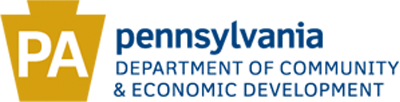 PA
pennsylvania
DEPARTMENT OF COMMUNITY
& ECONOMIC DEVELOPMENT